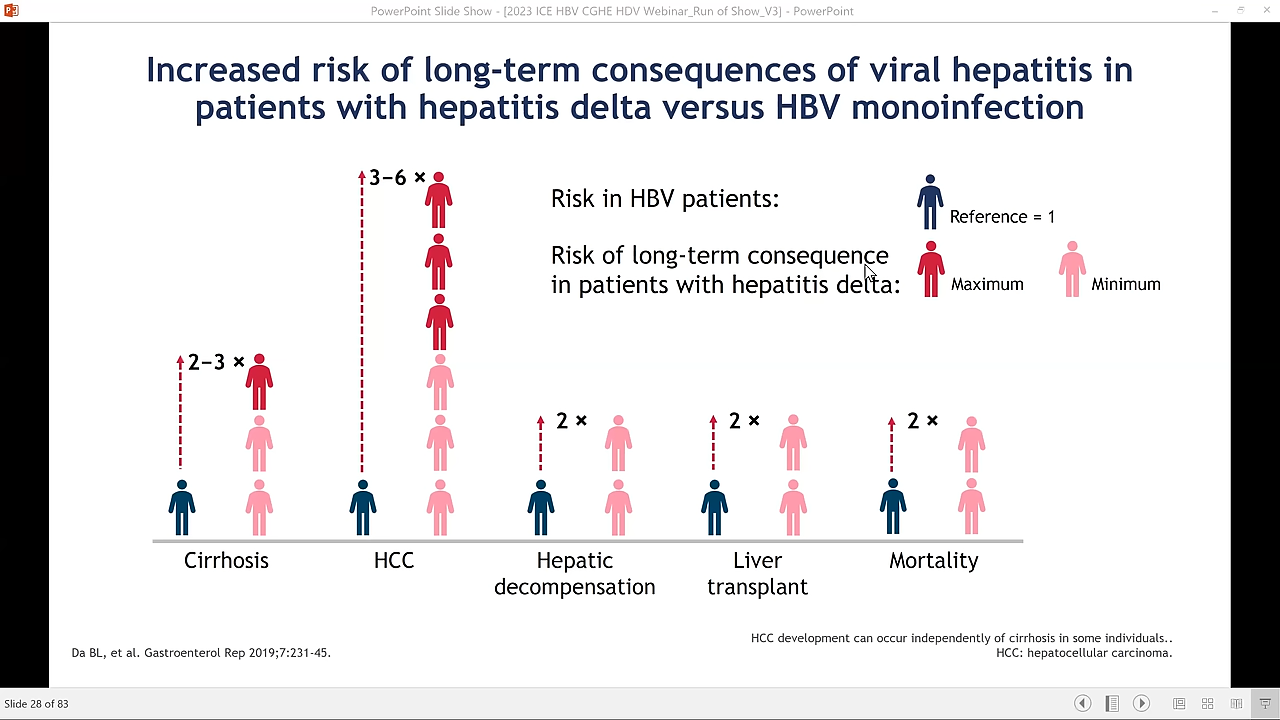 PowerPoint Slide Show - [2023 ICE HBV CGHE HDV Webinar_Run of Show_V3] - PowerPoint
Increased risk of long-term consequences of viral hepatitis in
patients with hepatitis delta versus HBV monoinfection
3–6 ×
Risk in HBV patients:
Reference = 1
Risk of long-term consequence
in patients with hepatitis delta:
Maximum
Minimum
2–3 ×
2 ×
2 ×
2 ×
Cirrhosis
HCC
Hepatic
decompensation
Liver
transplant
Mortality
HCC development can occur independently of cirrhosis in some individuals..
HCC: hepatocellular carcinoma.
Da BL, et al. Gastroenterol Rep 2019;7:231-45.
Slide 28 of 83